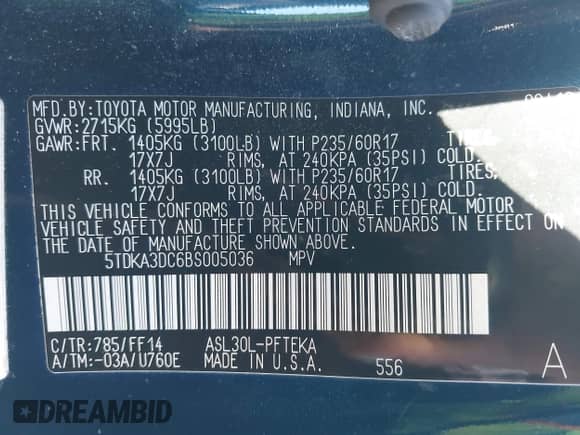 MFD.BY:TOYOTA MOTOR MANUFACTURING, INDIANA, INC.
GVWR:2715KG (5995LB)
GAWR:FRT. 1405KG (3100LB) WITH P235/60R17
17X7J RIMS, AT 240KPA (35PSI) COLD.
RR. 1405KG (3100LB) WITH P235/60R17 TIRES,
17X7J RIMS, AT 240KPA (35PSI) COLD.
THIS VEHICLE CONFORMS TO ALL APPLICABLE FEDERAL MOTOR
VEHICLE SAFETY AND THEFT PREVENTION STANDARDS IN EFFECT ON
THE DATE OF MANUFACTURE SHOWN ABOVE.
5TDKA3DC6BS005036 MPV
C/TR:785/FF14 ASL30L-PFTEKA
A/TM:-03A/U760E MADE IN U.S.A. 556 A
DREAMBID